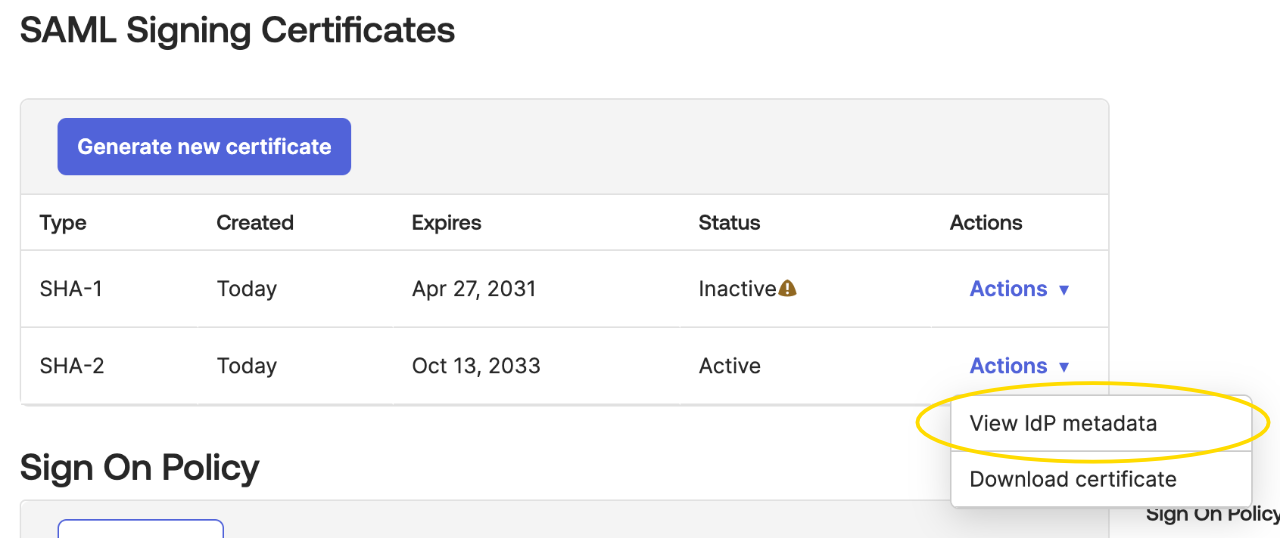 SAML Signing Certificates
Generate new certificate
Type Created Expires Status Actions
SHA-1 Today Apr 27, 2031 Inactive Actions ▼
SHA-2 Today Oct 13, 2033 Active Actions ▼
View IdP metadata
Download certificate
Sign On Policy
Sign On Policy